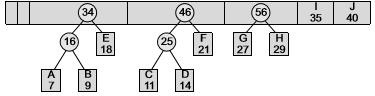 34 46 56 I J
35 40
16 E 25 F G H
18 21 27 29
A B C D
7 9 11 14